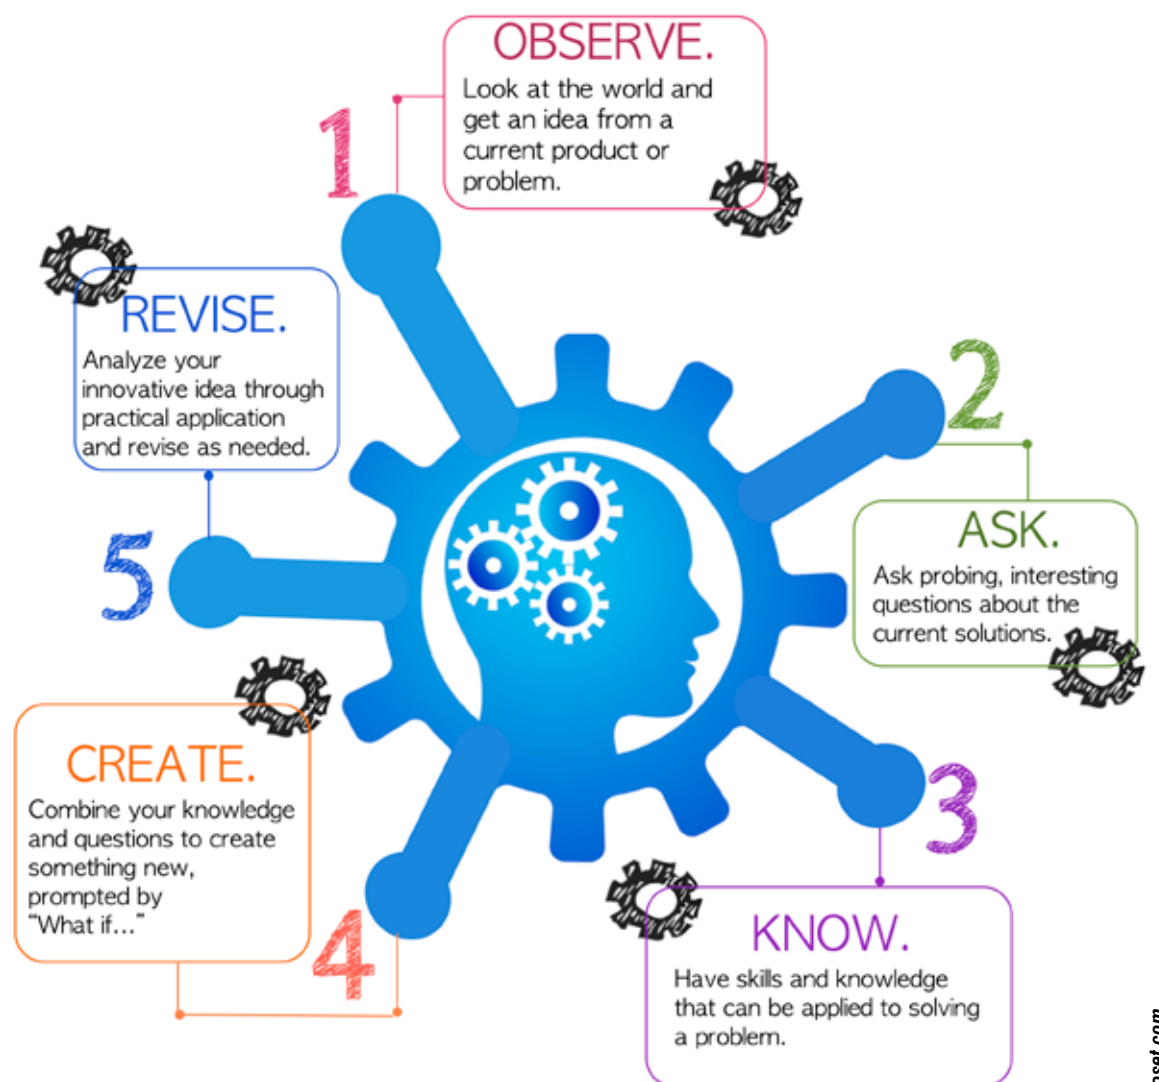 1
OBSERVE.
Look at the world and
get an idea from a
current product or
problem.
2
ASK.
Ask probing, interesting
questions about the
current solutions.
3
KNOW.
Have skills and knowledge
that can be applied to solving
a problem.
4
CREATE.
Combine your knowledge
and questions to create
something new,
prompted by
“What if...”
5
REVISE.
Analyze your
innovative idea through
practical application
and revise as needed.